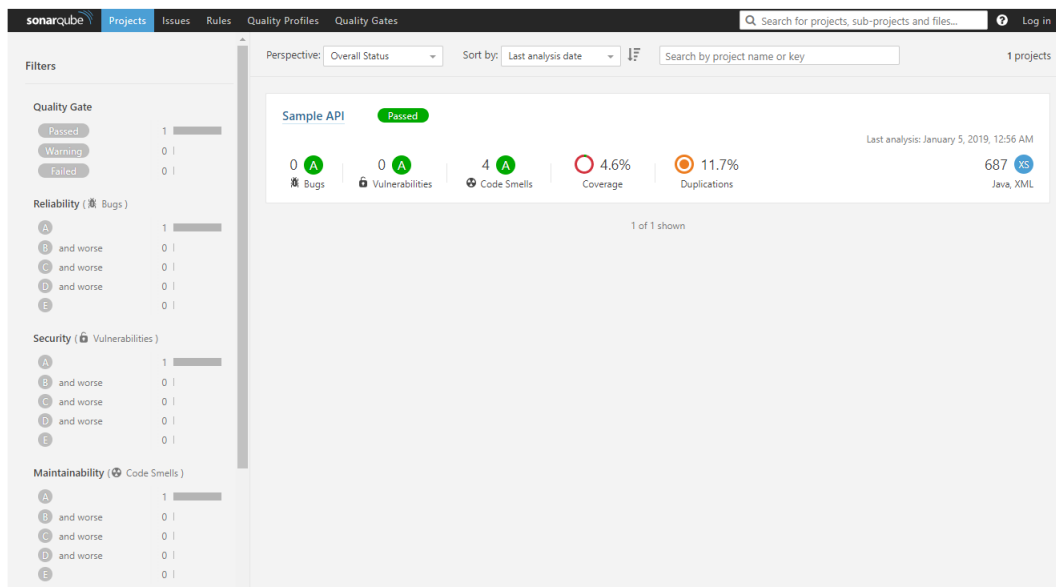 sonarqube Projects Issues Rules Quality Profiles Quality Gates Search for projects, sub-projects and files... ? Log in
Filters
Quality Gate
Passed 1
Warning 0
Failed 0
Reliability ( Bugs )
A 1
B and worse 0
C and worse 0
D and worse 0
E 0
Security ( Vulnerabilities )
A 1
B and worse 0
C and worse 0
D and worse 0
E 0
Maintainability ( Code Smells )
A 1
B and worse 0
C and worse 0
D and worse 0
E 0
Perspective: Overall Status Sort by: Last analysis date Search by project name or key 1 projects
Sample API Passed
Last analysis: January 5, 2019, 12:56 AM
0 A 0 A 4 A 4.6% 11.7% 687 XS
Bugs Vulnerabilities Code Smells Coverage Duplications Java, XML
1 of 1 shown